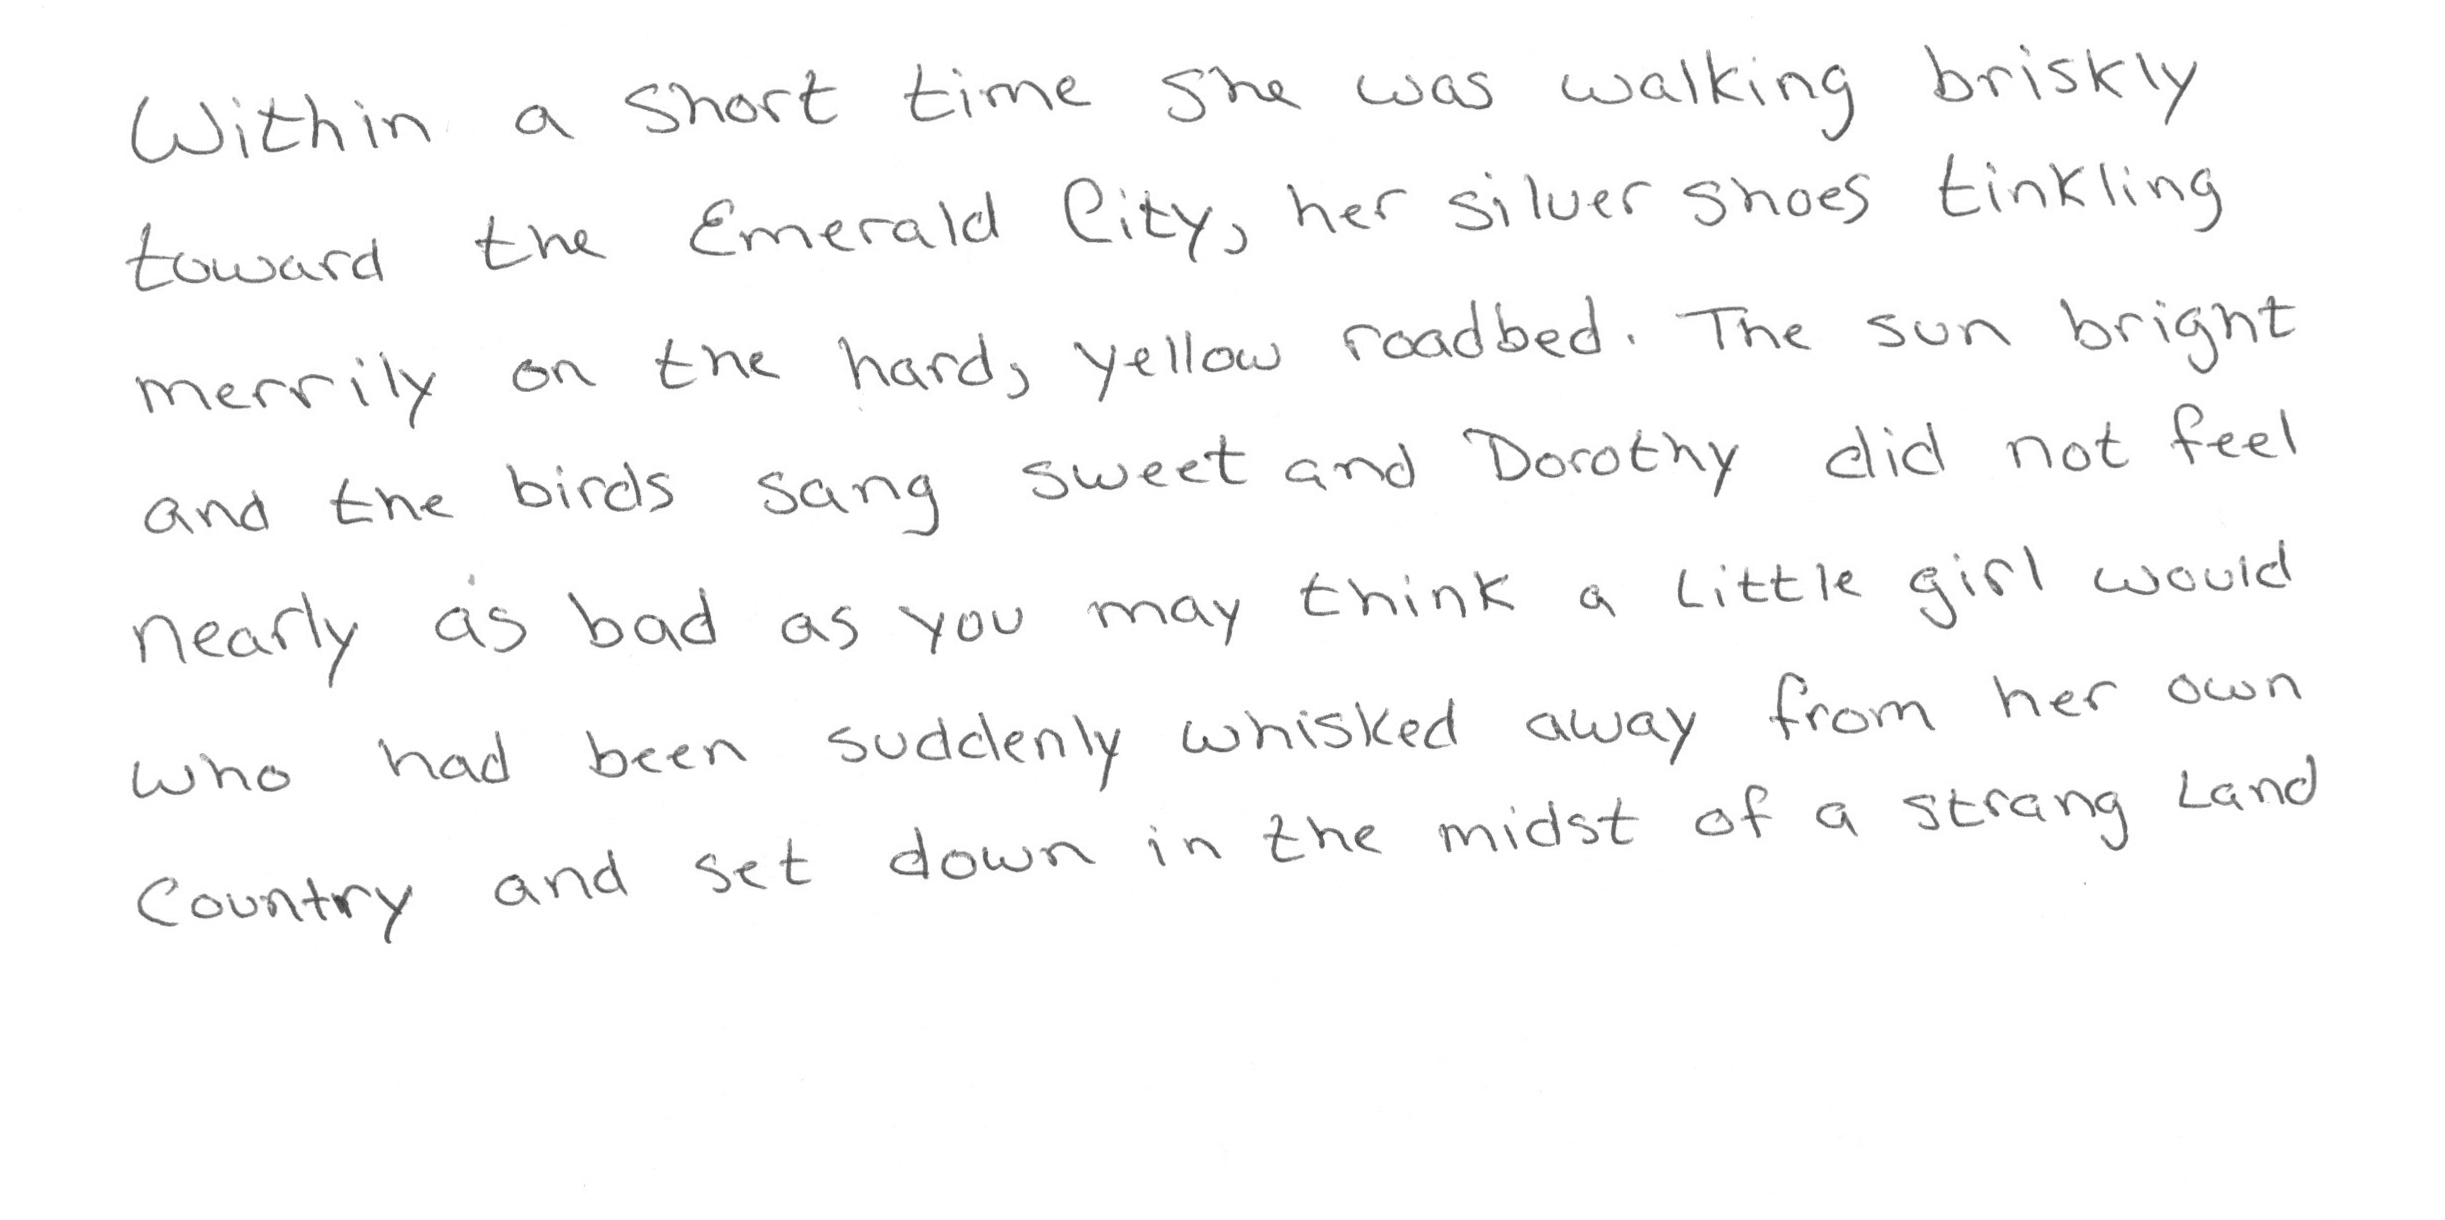 Within a short time she was walking briskly
toward the Emerald City, her silver shoes tinkling
merrily on the hard, yellow roadbed. The sun bright
and the birds sang sweet and Dorothy did not feel
nearly as bad as you may think a little girl would
who had been suddenly whisked away from her own
Country and set down in the midst of a strang Land